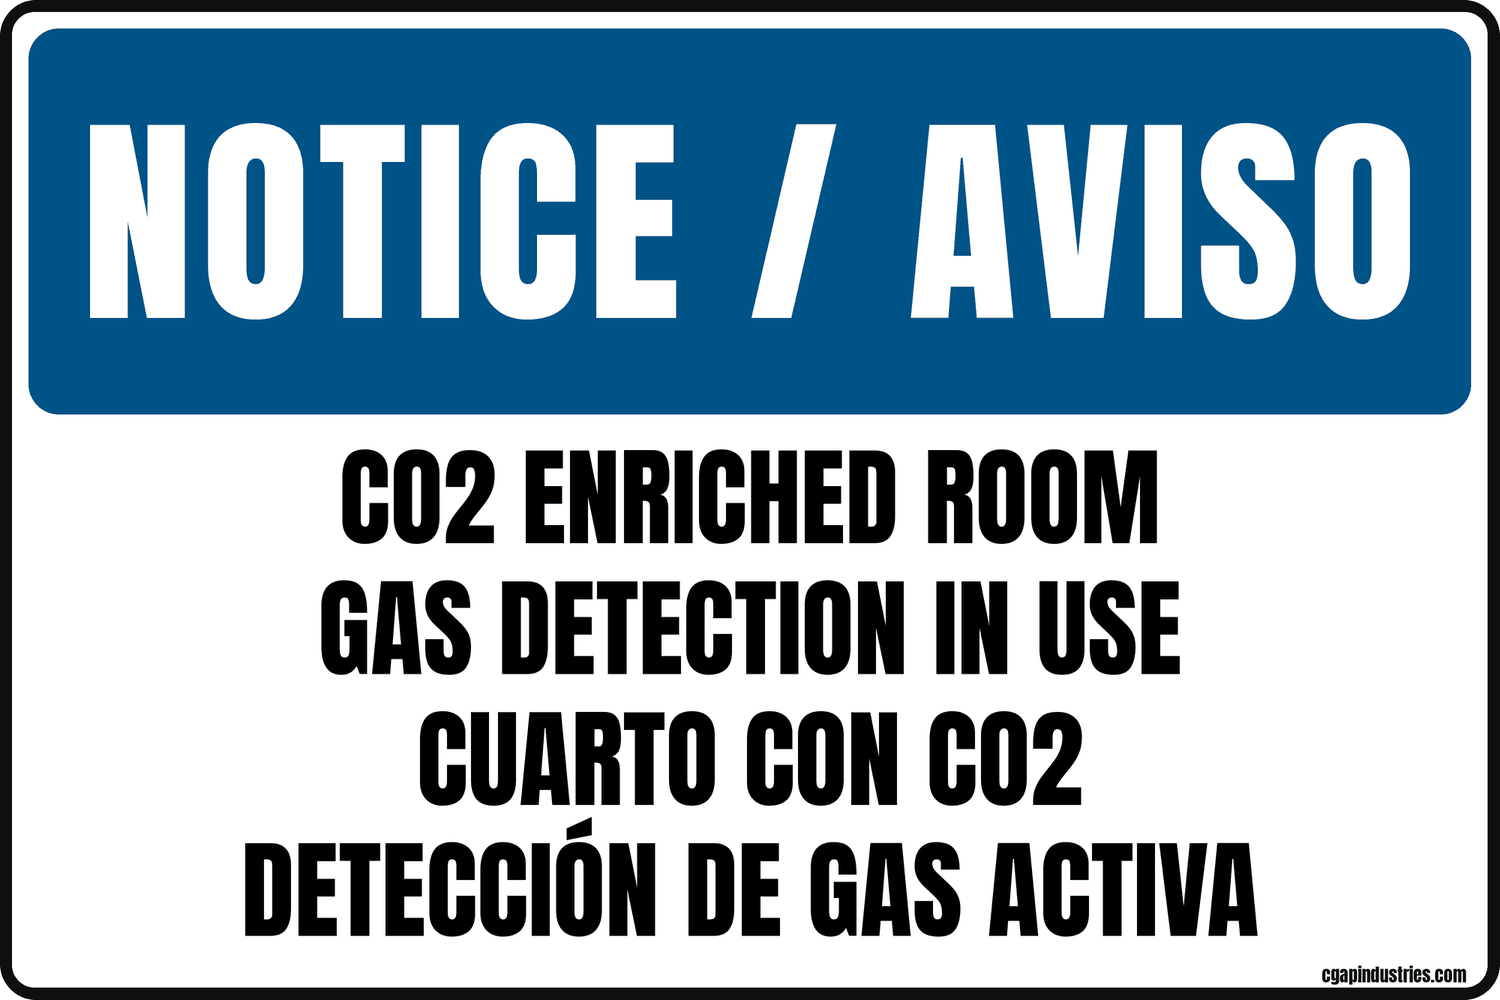 NOTICE / AVISO
CO2 ENRICHED ROOM
GAS DETECTION IN USE
CUARTO CON CO2
DETECCIÓN DE GAS ACTIVA
cgapindustries.com